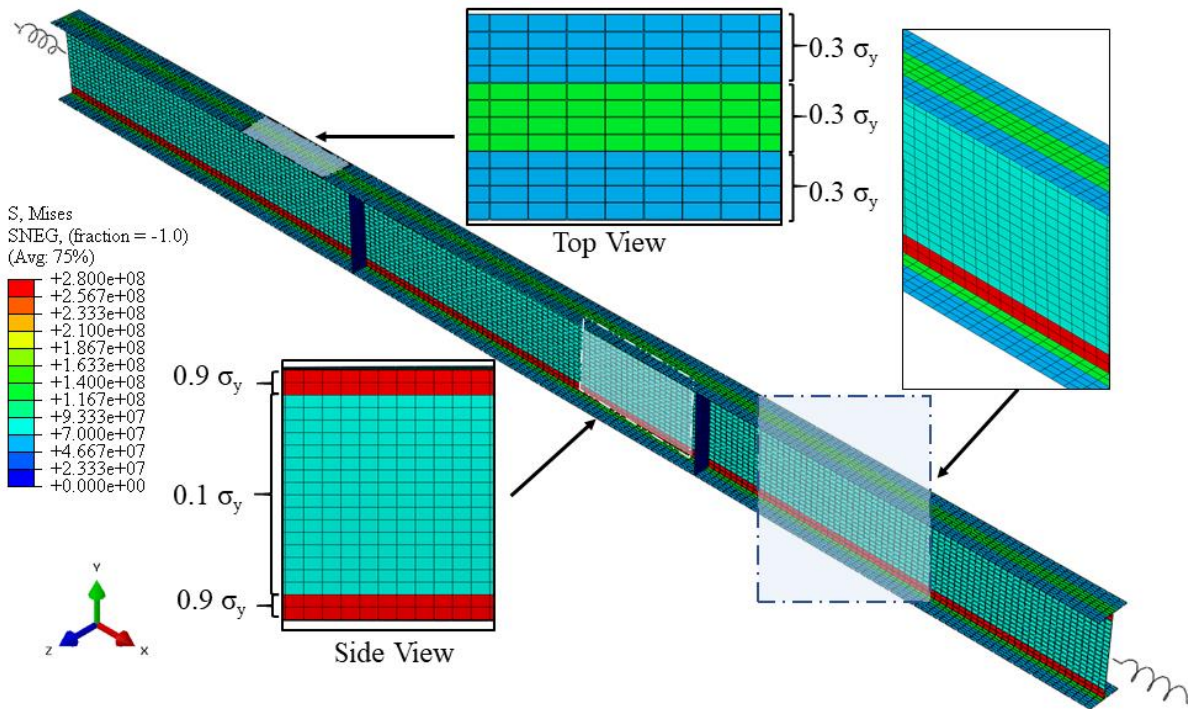 0.3 σy
0.3 σy
0.3 σy
Top View
S, Mises
SNEG, (fraction = -1.0)
(Avg: 75%)
+2.800e+08
+2.567e+08
+2.333e+08
+2.100e+08
+1.867e+08
+1.633e+08
+1.400e+08
+1.167e+08
+9.333e+07
+7.000e+07
+4.667e+07
+2.333e+07
+0.000e+00
0.9 σy
0.1 σy
0.9 σy
Side View
Y
Z X